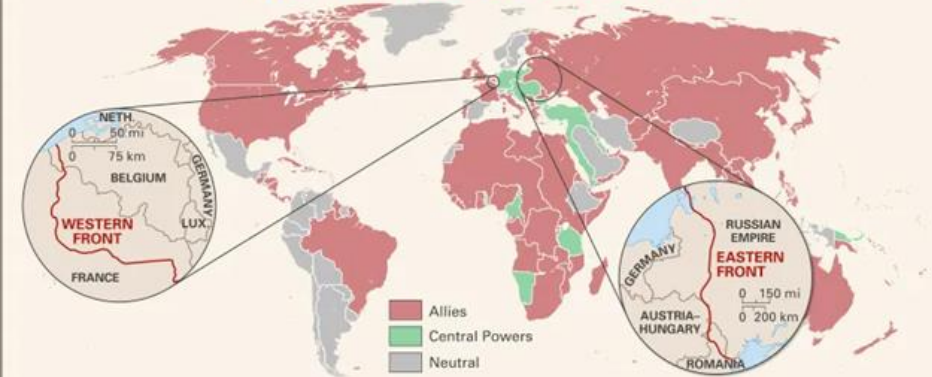 NETH.
0 50 mi
0 75 km
BELGIUM
GERMANY
LUX.
WESTERN
FRONT
FRANCE
Allies
Central Powers
Neutral
RUSSIAN
EMPIRE
GERMANY
EASTERN
FRONT
0 150 mi
0 200 km
AUSTRIA–
HUNGARY
ROMANIA